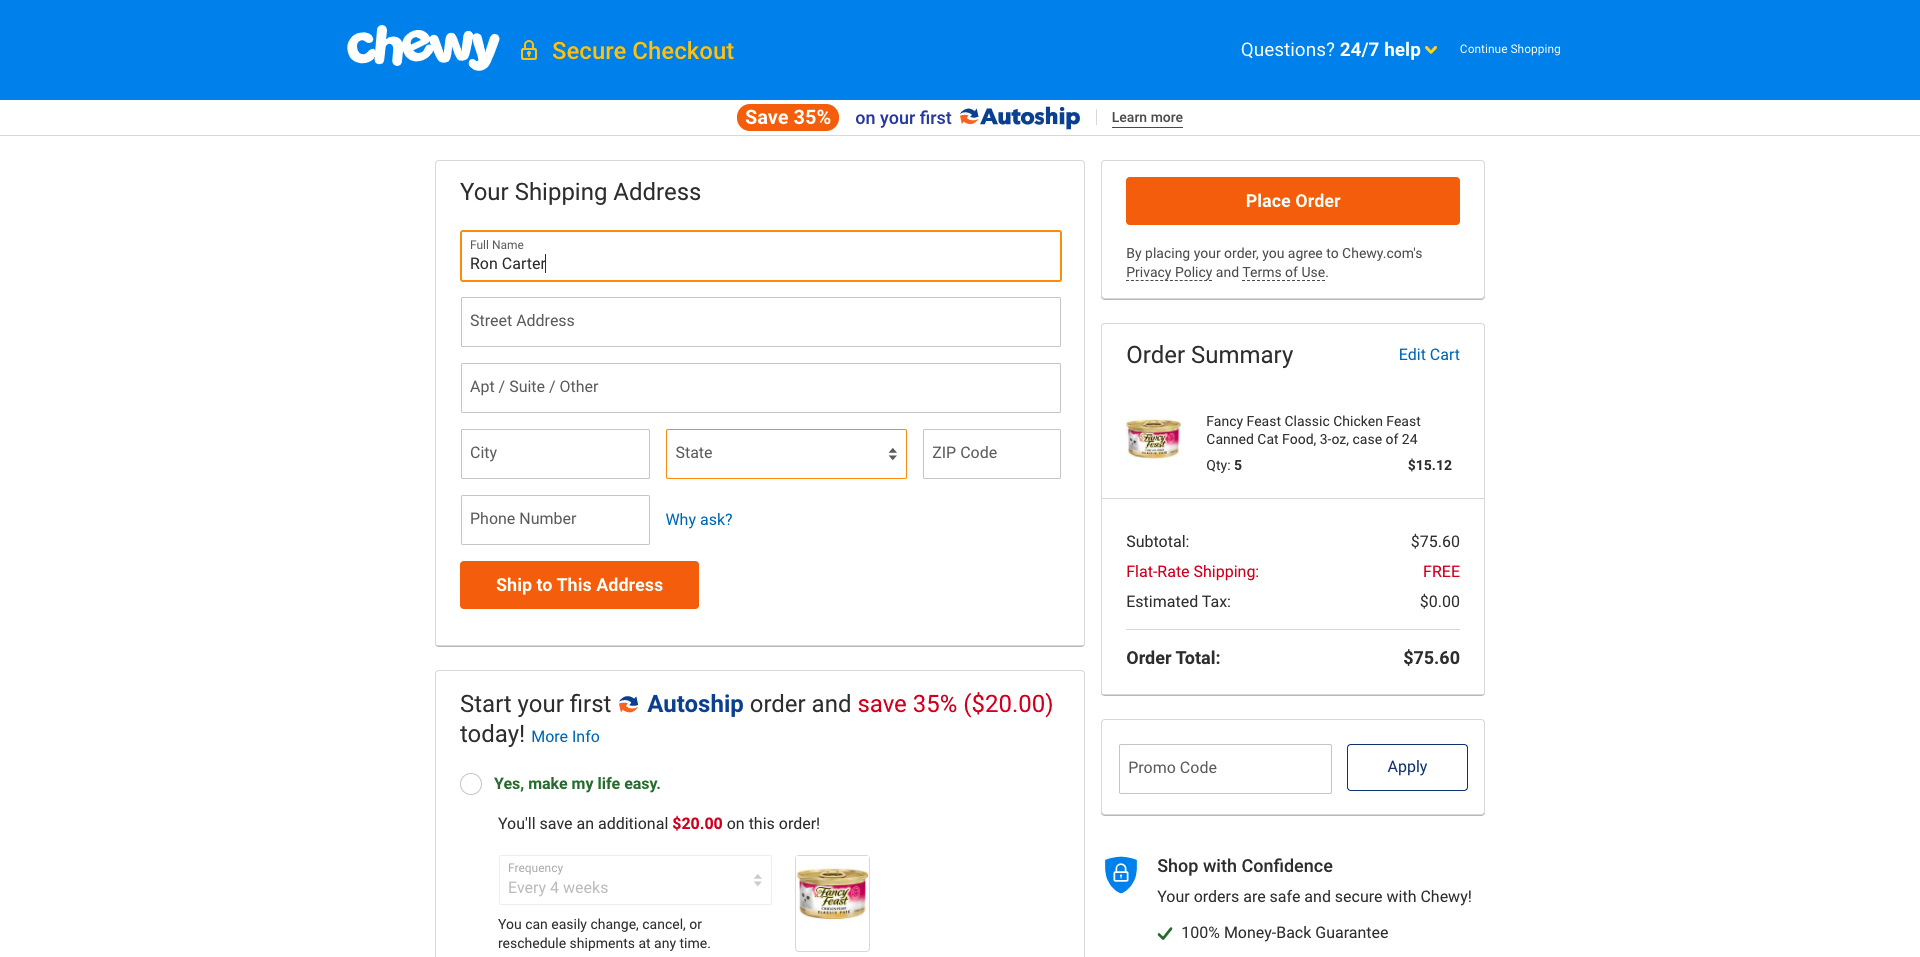 chewy
Secure Checkout
Questions? 24/7 help
Continue Shopping
Save 35% on your first Autoship
Learn more
Your Shipping Address
Full Name
Ron Carter
Street Address
Apt / Suite / Other
City
State
ZIP Code
Phone Number
Why ask?
Ship to This Address
Start your first Autoship order and save 35% ($20.00)
today! More Info
Yes, make my life easy.
You'll save an additional $20.00 on this order!
Frequency
Every 4 weeks
Fancy
Feast
You can easily change, cancel, or
reschedule shipments at any time.
Place Order
By placing your order, you agree to Chewy.com's
Privacy Policy and Terms of Use.
Order Summary
Edit Cart
Fancy
Feast
Fancy Feast Classic Chicken Feast
Canned Cat Food, 3-oz, case of 24
Qty: 5
$15.12
Subtotal: $75.60
Flat-Rate Shipping: FREE
Estimated Tax: $0.00
Order Total: $75.60
Promo Code
Apply
Shop with Confidence
Your orders are safe and secure with Chewy!
100% Money-Back Guarantee